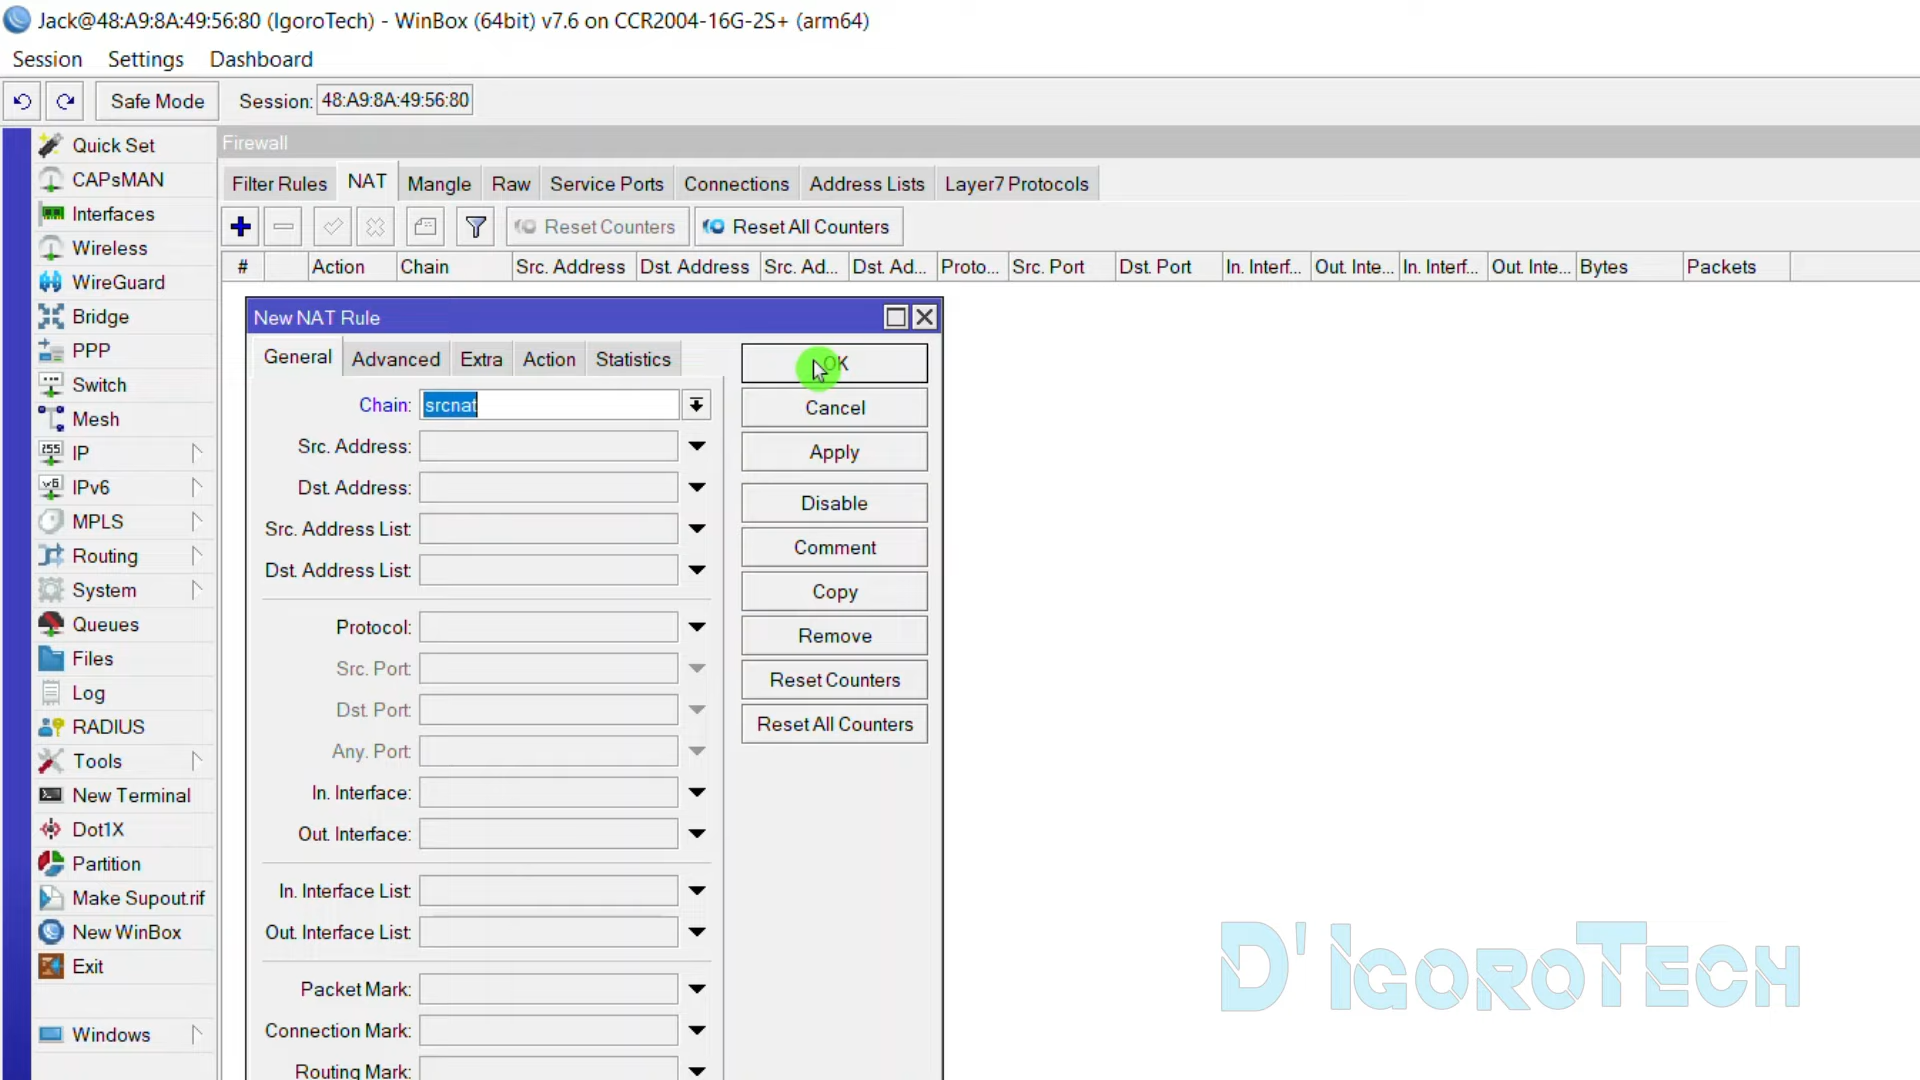 Jack@48:A9:8A:49:56:80 (IgoroTech) - WinBox (64bit) v7.6 on CCR2004-16G-2S+ (arm64)
Session Settings Dashboard
Safe Mode Session: 48:A9:8A:49:56:80
Quick Set
CAPsMAN
Interfaces
Wireless
WireGuard
Bridge
PPP
Switch
Mesh
IP
IPv6
MPLS
Routing
System
Queues
Files
Log
RADIUS
Tools
New Terminal
Dot1X
Partition
Make Supout.rif
New WinBox
Exit
Windows
Firewall
Filter Rules NAT Mangle Raw Service Ports Connections Address Lists Layer7 Protocols
Reset Counters Reset All Counters
# Action Chain Src. Address Dst. Address Src. Ad... Dst. Ad... Proto... Src. Port Dst. Port In. Interf... Out. Inte... In. Interf... Out. Inte... Bytes Packets
New NAT Rule
General Advanced Extra Action Statistics
Chain: srcnat
Src. Address:
Dst. Address:
Src. Address List:
Dst. Address List:
Protocol:
Src. Port:
Dst. Port:
Any. Port:
In. Interface:
Out. Interface:
In. Interface List:
Out. Interface List:
Packet Mark:
Connection Mark:
Routing Mark:
OK
Cancel
Apply
Disable
Comment
Copy
Remove
Reset Counters
Reset All Counters
D'IGOROTECH